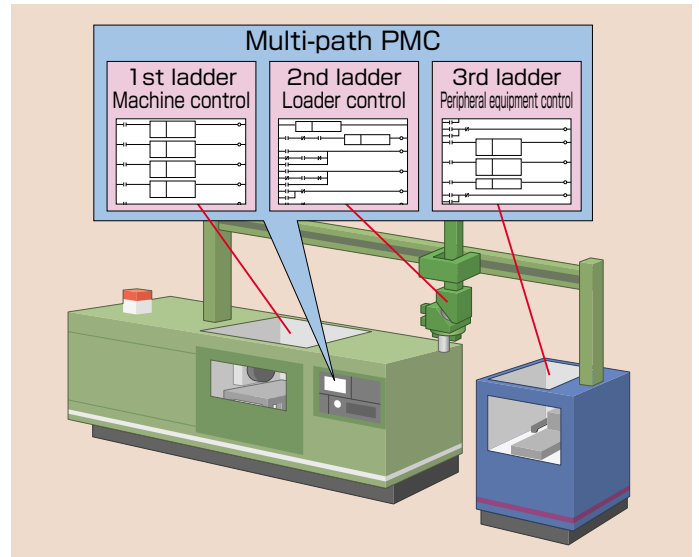 Multi-path PMC
1st ladder
Machine control
2nd ladder
Loader control
3rd ladder
Peripheral equipment control